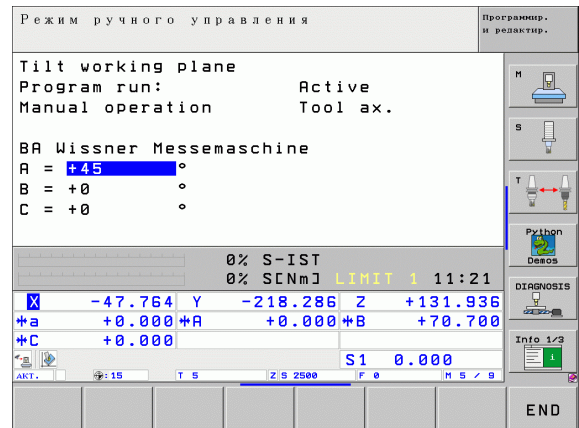 Режим ручного управления
Программир.
и редактир.
Tilt working plane
Program run: Active
Manual operation Tool ax.
BA Wissner Messemaschine
A = +45 °
B = +0 °
C = +0 °
0% S-IST
0% S[Nm] LIMIT 1 11:21
X -47.764 Y -218.286 Z +131.936
a +0.000 A +0.000 B +70.700
C +0.000
S1 0.000
АКТ. :15 T 5 Z S 2500 F 0 M 5 / 9
M
S
T
Python
Demos
DIAGNOSIS
Info 1/3
i
END